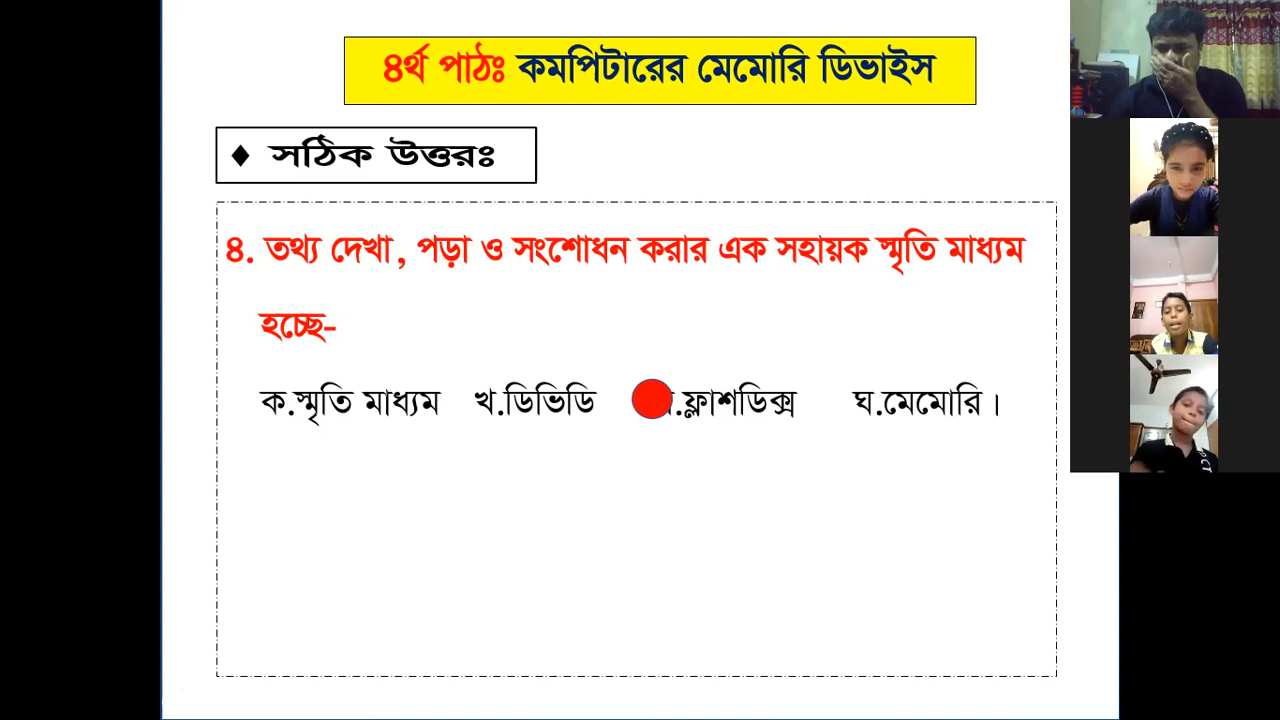 ৪র্থ পাঠঃ কমপিটারের মেমোরি ডিভাইস
♦ সঠিক উত্তরঃ
৪. তথ্য দেখা, পড়া ও সংশোধন করার এক সহায়ক স্মৃতি মাধ্যম
হচ্ছে-
ক.স্মৃতি মাধ্যম খ.ডিভিডি .ফ্লাশডিক্স ঘ.মেমোরি।